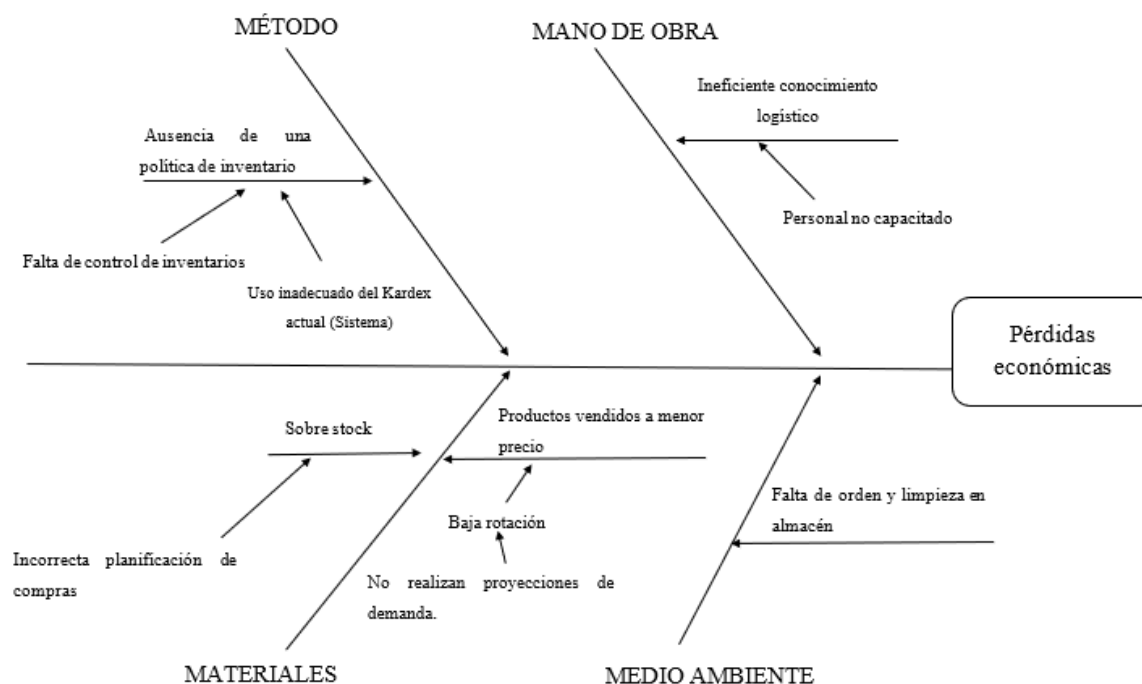 MÉTODO
MANO DE OBRA
Ineficiente conocimiento
logístico
Ausencia de una
política de inventario
Personal no capacitado
Falta de control de inventarios
Uso inadecuado del Kardex
actual (Sistema)
Pérdidas
económicas
Sobre stock
Productos vendidos a menor
precio
Falta de orden y limpieza en
almacén
Baja rotación
Incorrecta planificación de
compras
No realizan proyecciones de
demanda.
MATERIALES
MEDIO AMBIENTE